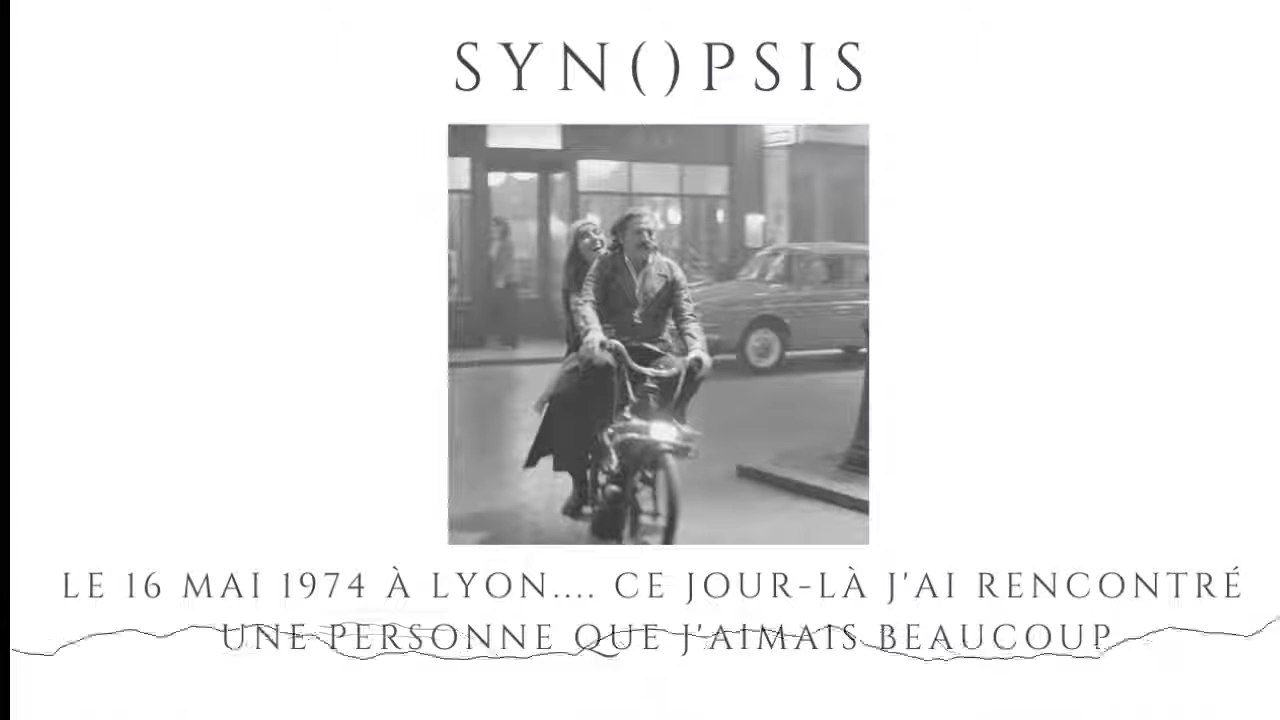 SYN()PSIS
LE 16 MAI 1974 À LYON.... CE JOUR-LÀ J'AI RENCONTRÉ
UNE PERSONNE QUE J'AIMAIS BEAUCOUP